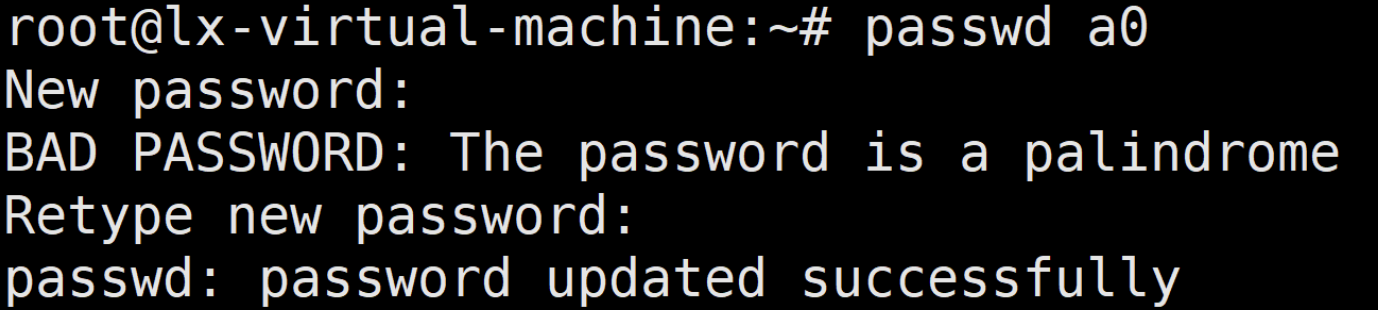 root@lx-virtual-machine:~# passwd a0
New password:
BAD PASSWORD: The password is a palindrome
Retype new password:
passwd: password updated successfully